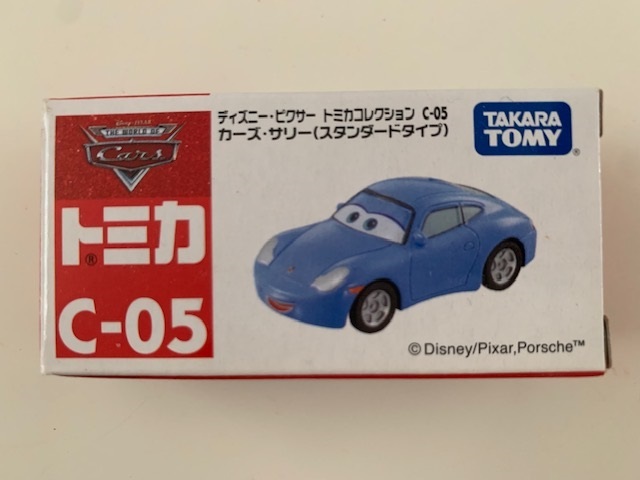 Disney·PIXAR
THE WORLD OF
Cars
トミカ®
C-05
ディズニー・ピクサー トミカコレクション C-05
カーズ・サリー(スタンダードタイプ)
TAKARA
TOMY®
©Disney/Pixar,Porsche™